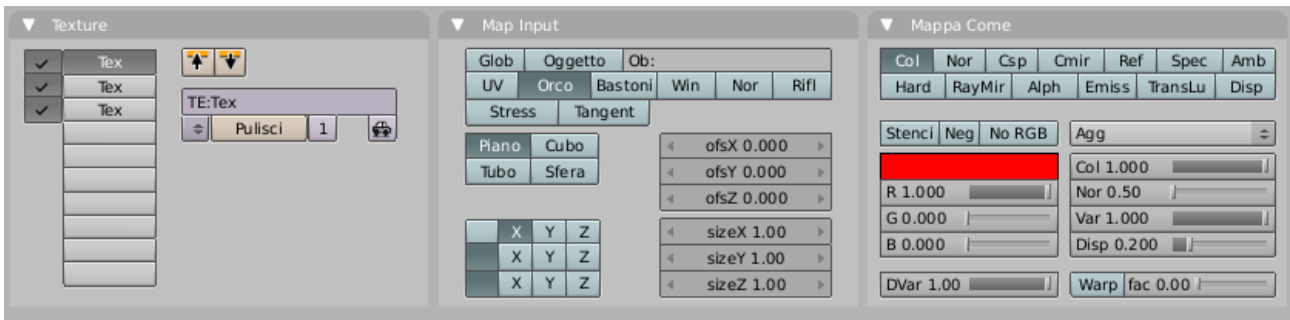 Texture
Tex
Tex
Tex
TE:Tex
Pulisci 1
Map Input
Glob Oggetto Ob:
UV Orco Bastoni Win Nor Rifl
Stress Tangent
Piano Cubo
Tubo Sfera
ofsX 0.000
ofsY 0.000
ofsZ 0.000
X Y Z
X Y Z
X Y Z
sizeX 1.00
sizeY 1.00
sizeZ 1.00
Mappa Come
Col Nor Csp Cmir Ref Spec Amb
Hard RayMir Alph Emiss TransLu Disp
Stenci Neg No RGB
R 1.000
G 0.000
B 0.000
DVar 1.00
Agg
Col 1.000
Nor 0.50
Var 1.000
Disp 0.200
Warp fac 0.00